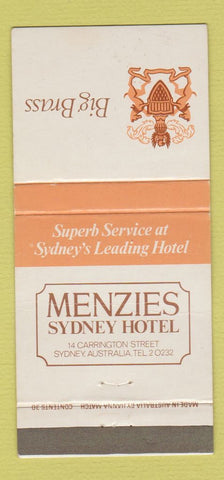 Big Brass
Superb Service at
Sydney's Leading Hotel
MENZIES
SYDNEY HOTEL
14 CARRINGTON STREET
SYDNEY, AUSTRALIA. TEL 2 0232
MADE IN AUSTRALIA BY HANNA MATCH CONTENTS 30